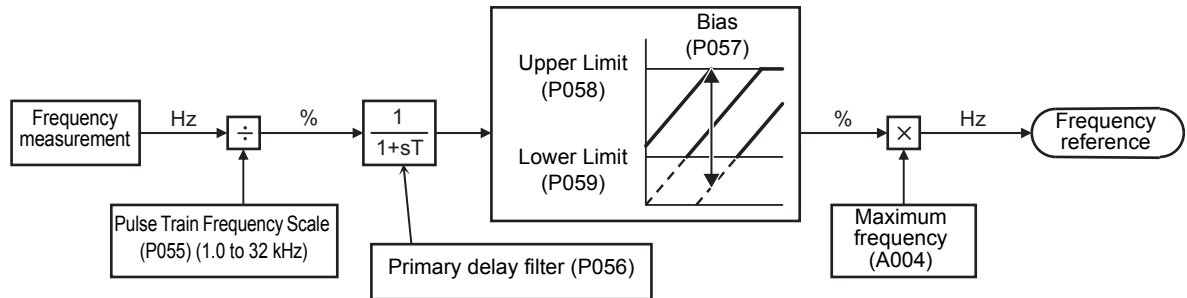 Frequency
measurement
Hz
÷
%
1
1+sT
Bias
(P057)
Upper Limit
(P058)
Lower Limit
(P059)
%
×
Hz
Frequency
reference
Pulse Train Frequency Scale
(P055) (1.0 to 32 kHz)
Primary delay filter (P056)
Maximum
frequency
(A004)